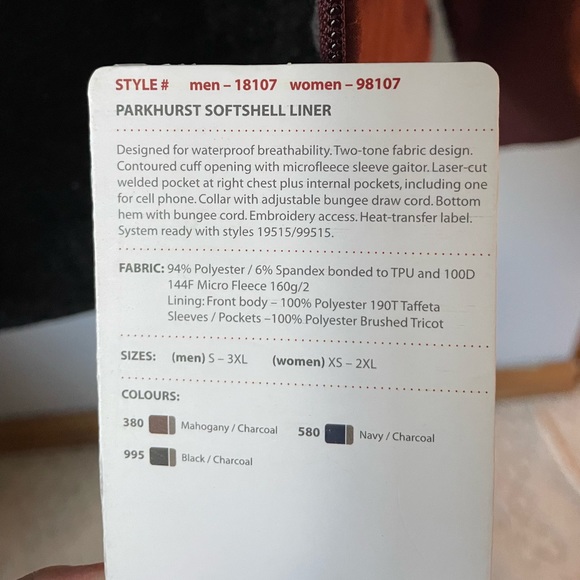 STYLE # men – 18107 women – 98107
PARKHURST SOFTSHELL LINER
Designed for waterproof breathability. Two-tone fabric design.
Contoured cuff opening with microfleece sleeve gaitor. Laser-cut
welded pocket at right chest plus internal pockets, including one
for cell phone. Collar with adjustable bungee draw cord. Bottom
hem with bungee cord. Embroidery access. Heat-transfer label.
System ready with styles 19515/99515.
FABRIC: 94% Polyester / 6% Spandex bonded to TPU and 100D
144F Micro Fleece 160g/2
Lining: Front body – 100% Polyester 190T Taffeta
Sleeves / Pockets –100% Polyester Brushed Tricot
SIZES: (men) S – 3XL (women) XS – 2XL
COLOURS:
380 Mahogany / Charcoal 580 Navy / Charcoal
995 Black / Charcoal